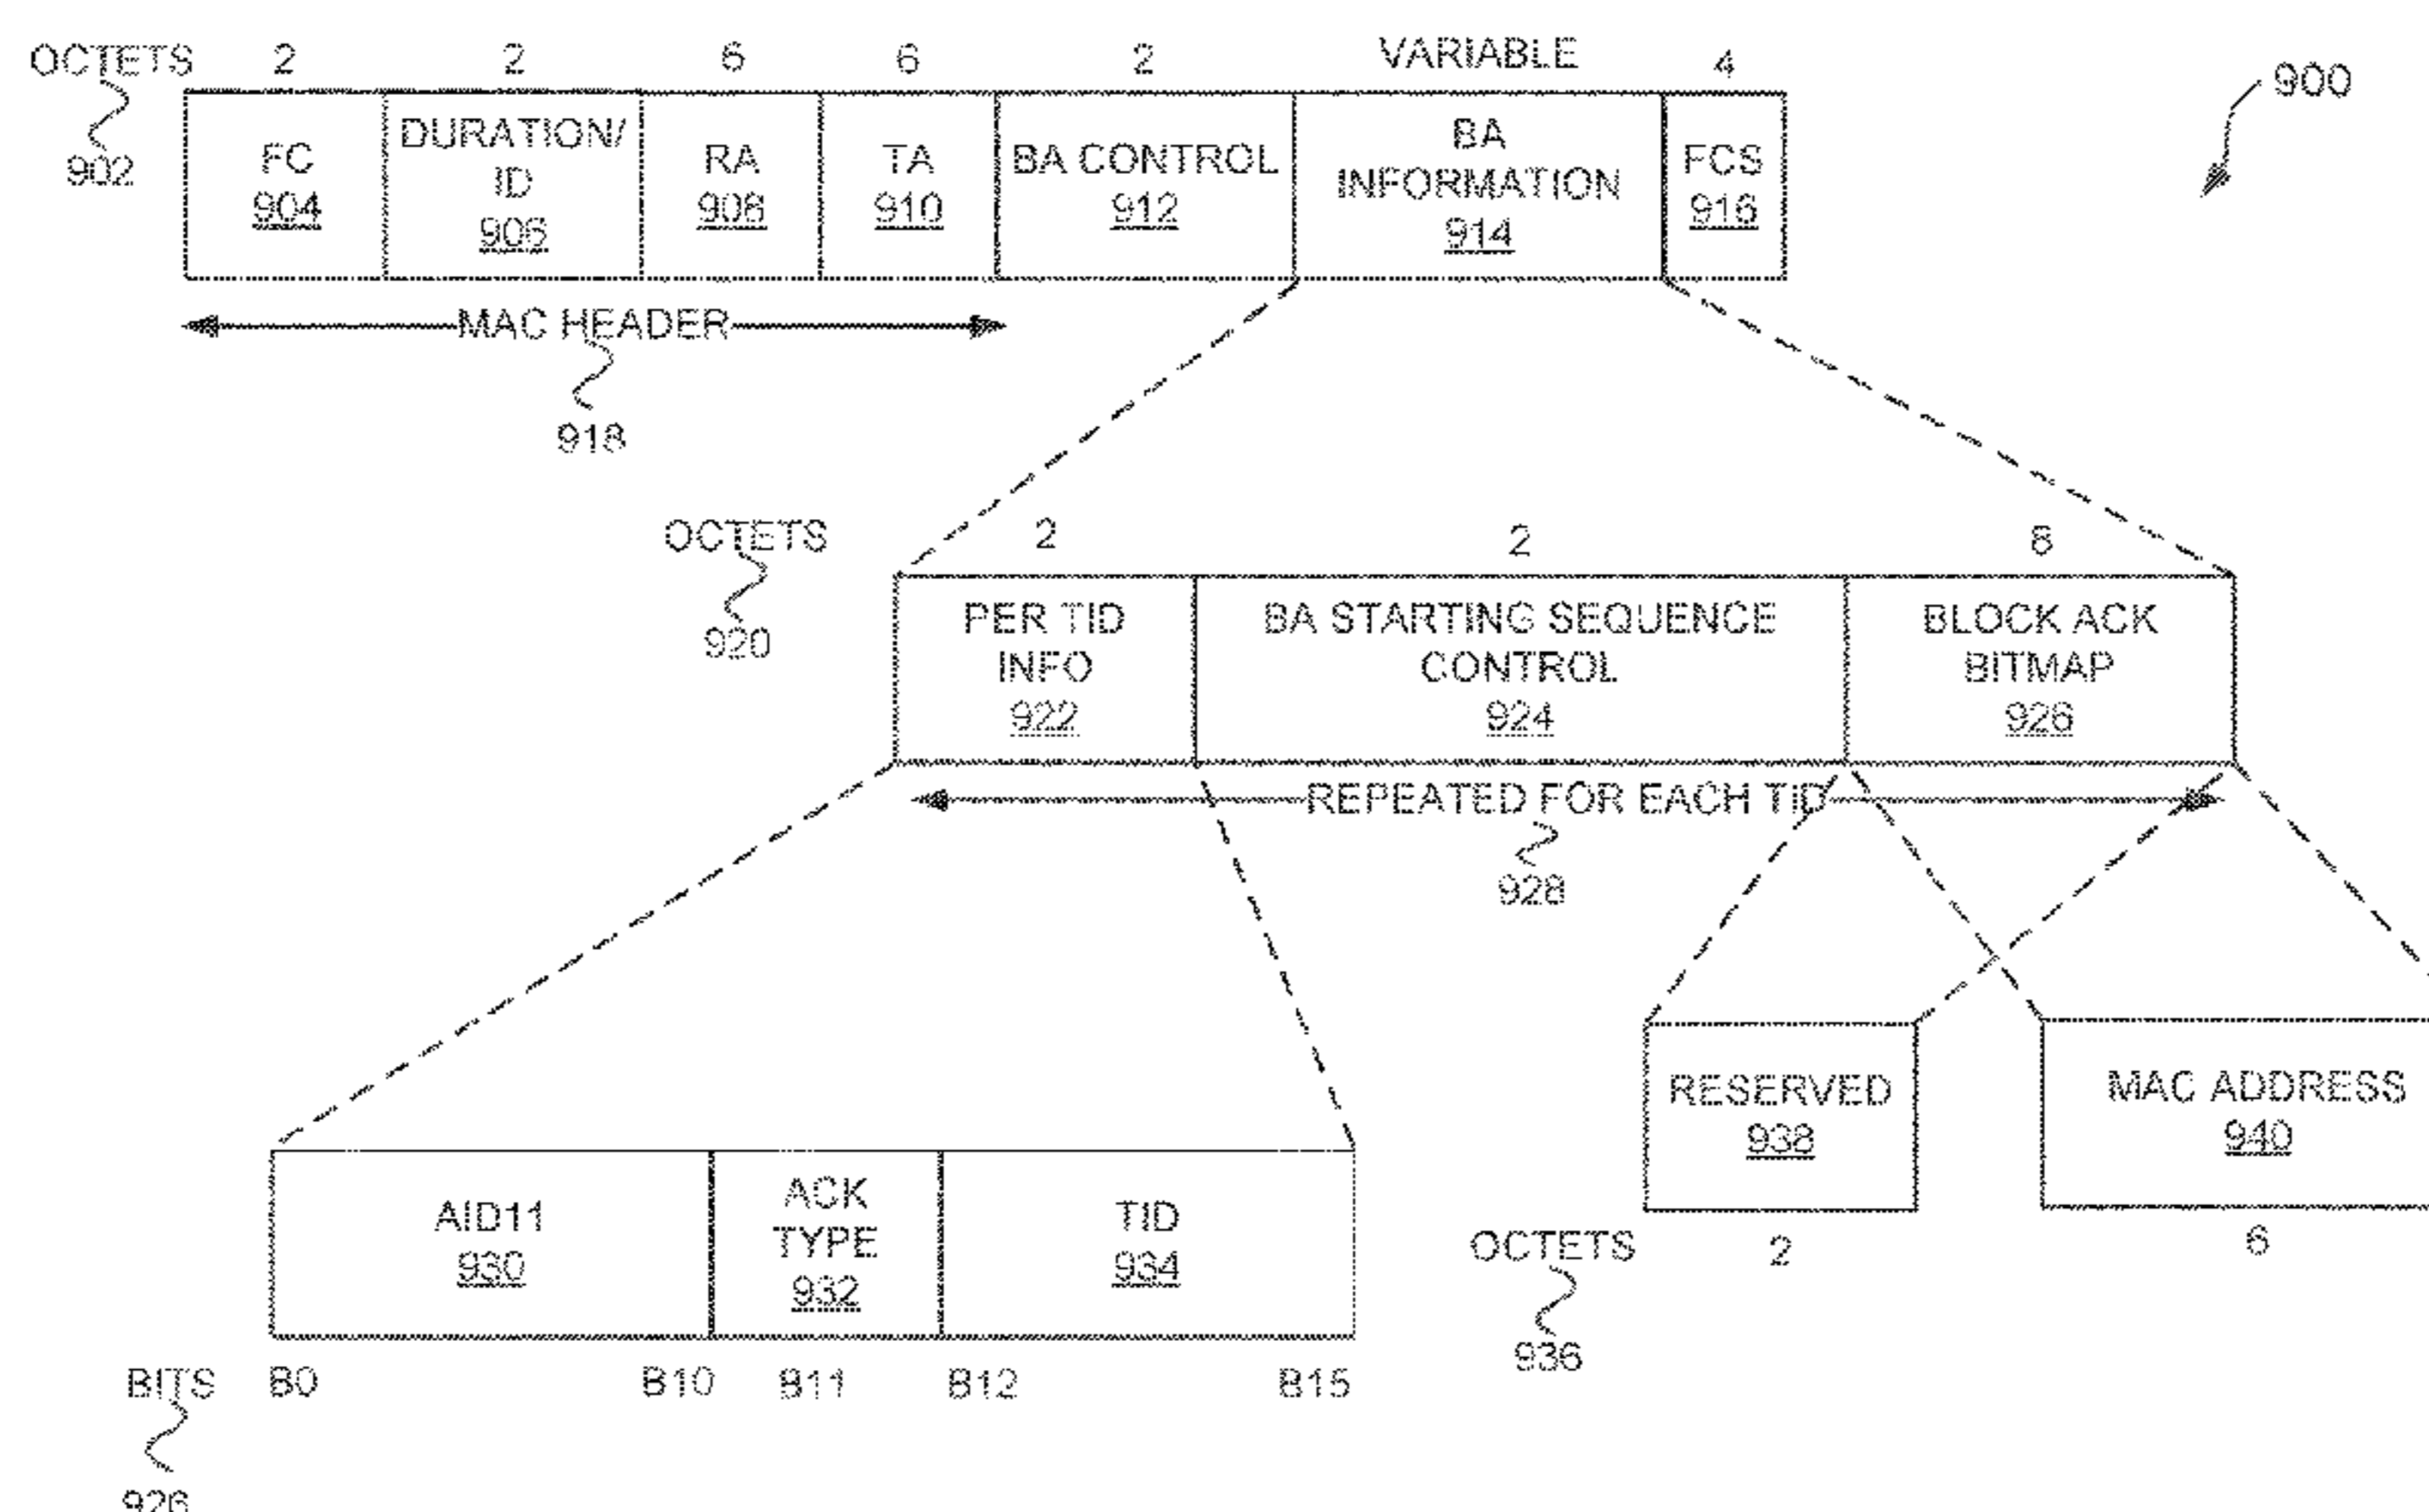 OCTETS 2 2 6 6 2 VARIABLE 4
902
FC
904
DURATION/
ID
906
RA
908
TA
910
BA CONTROL
912
BA
INFORMATION
914
FCS
916
900
MAC HEADER
918
OCTETS 2 2 8
920
PER TID
INFO
922
BA STARTING SEQUENCE
CONTROL
924
BLOCK ACK
BITMAP
926
REPEATED FOR EACH TID
928
AID11
930
ACK
TYPE
932
TID
934
BITS B0 B10 B11 B12 B15
926
RESERVED
938
MAC ADDRESS
940
OCTETS 2 6
936